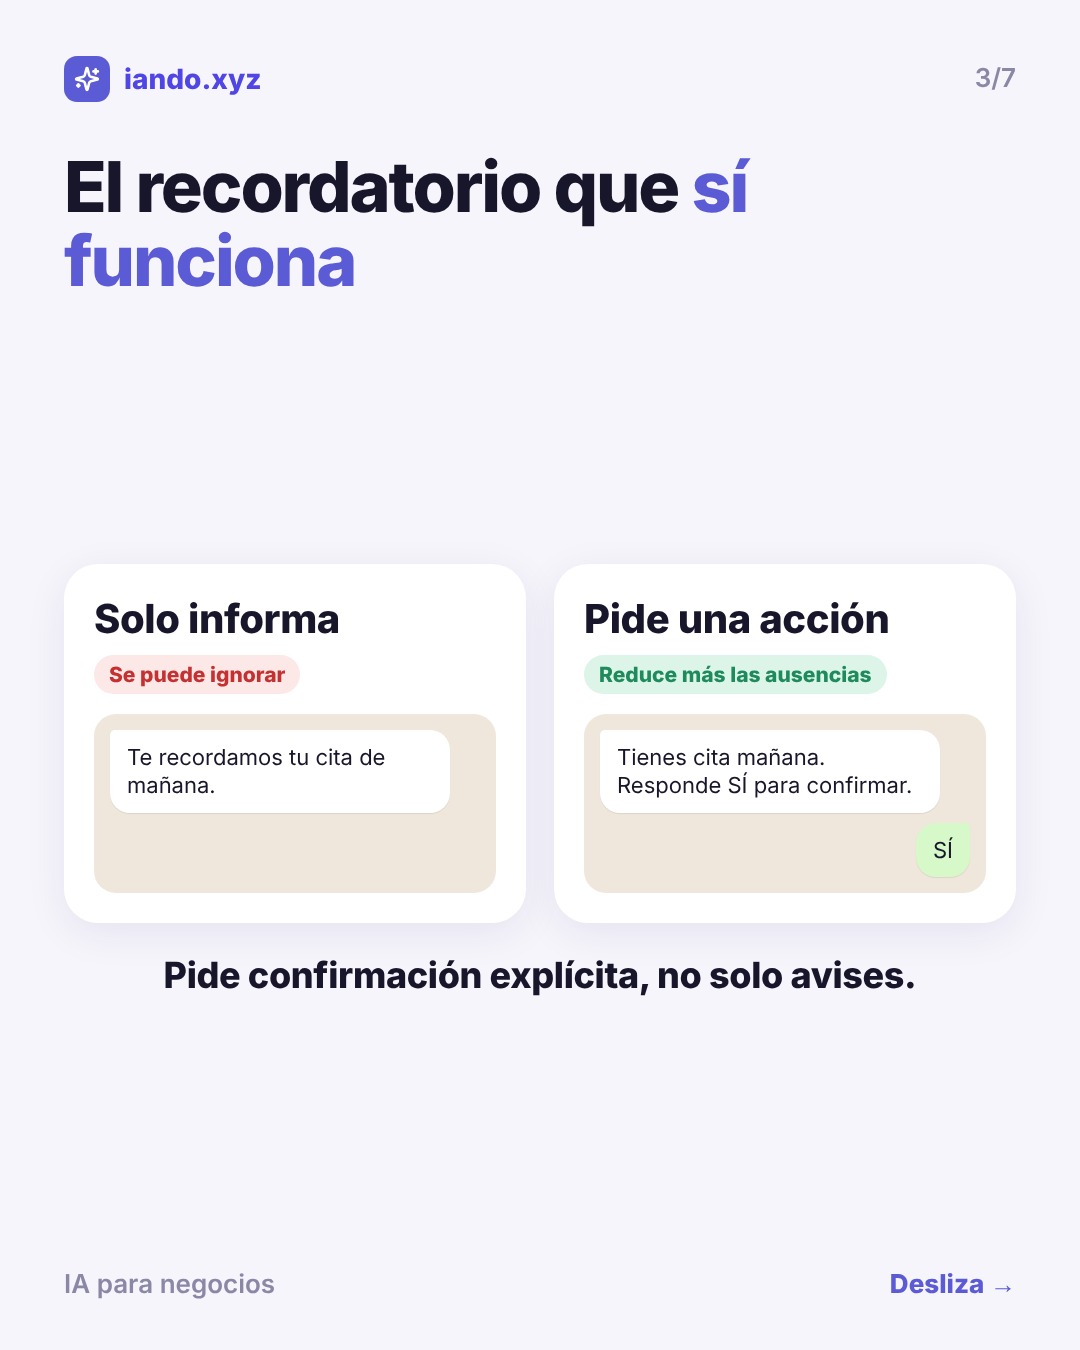 iando.xyz
3/7
El recordatorio que sí
funciona
Solo informa
Se puede ignorar
Te recordamos tu cita de
mañana.
Pide una acción
Reduce más las ausencias
Tienes cita mañana.
Responde SÍ para confirmar.
SÍ
Pide confirmación explícita, no solo avises.
IA para negocios
Desliza →